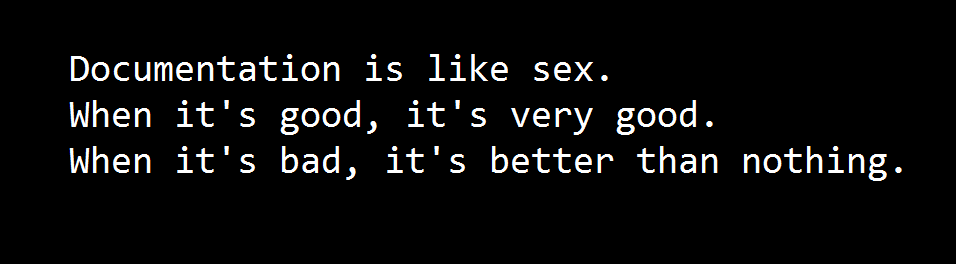 Documentation is like sex.
When it's good, it's very good.
When it's bad, it's better than nothing.